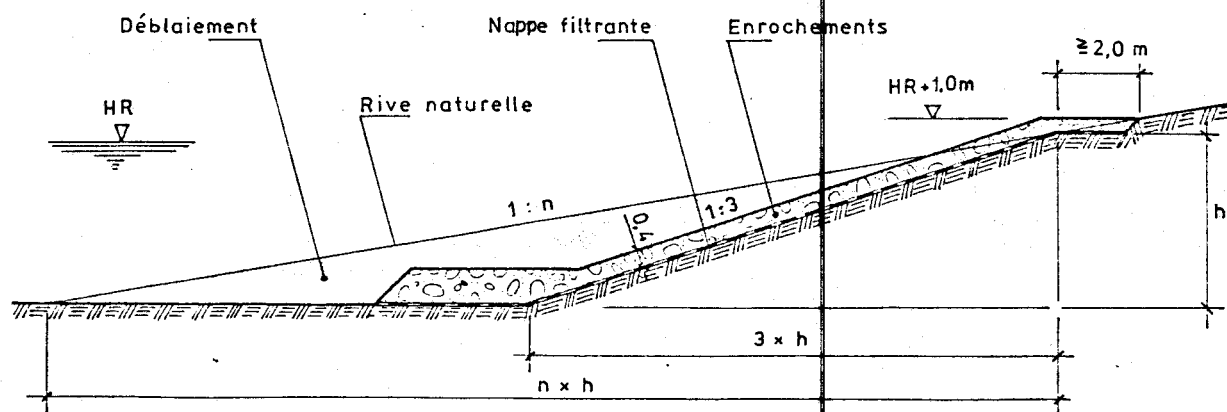 Déblaiement
Nappe filtrante
Enrochements
≥2,0 m
HR
Rive naturelle
HR+1,0m
1:n
1:3
0,4
h
3 × h
n × h